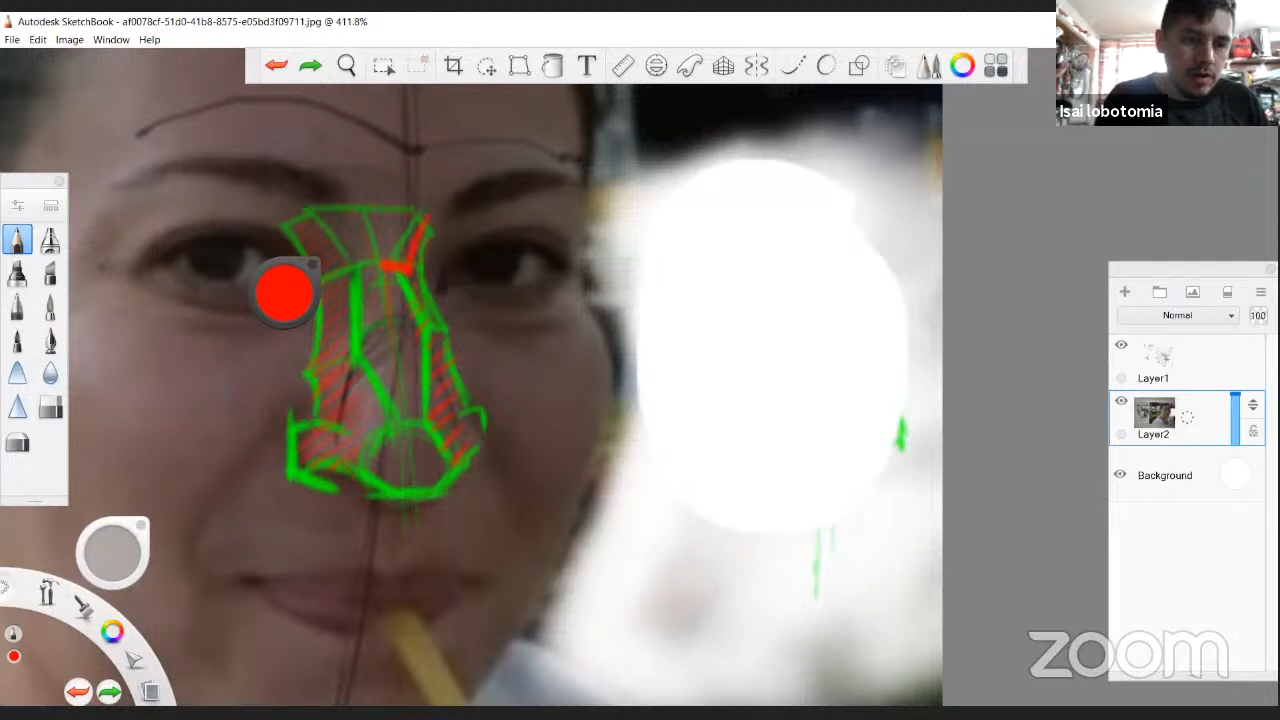 Autodesk SketchBook - af0078cf-51d0-41b8-8575-e05bd3f09711.jpg @ 411.8%
File Edit Image Window Help
T
Isai lobotomia
Normal
100
Layer1
Layer2
Background
zoom